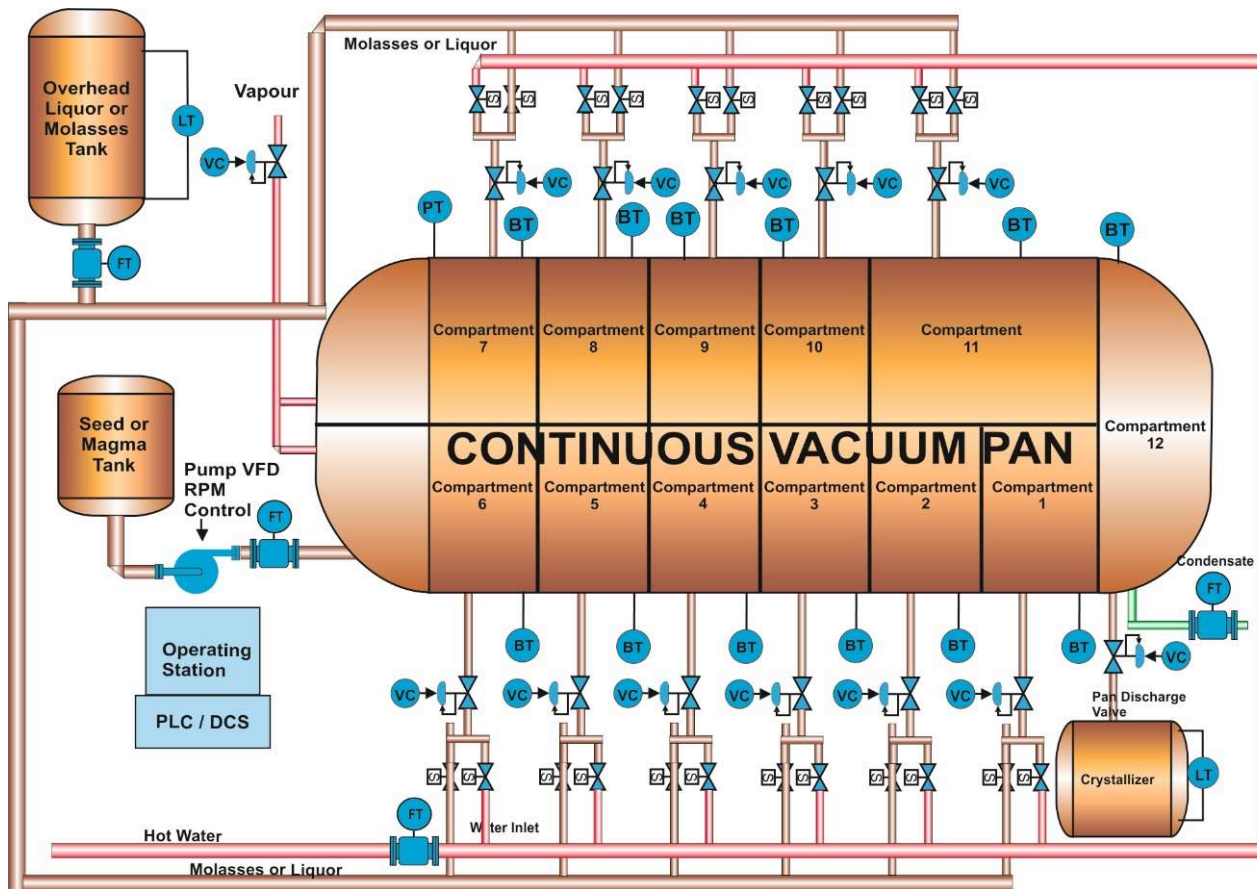 Molasses or Liquor
Overhead
Liquor or
Molasses
Tank
LT
Vapour
VC
FT
S S S S S S S S S S
VC VC VC VC VC
PT BT BT BT BT BT BT
Compartment
7
Compartment
8
Compartment
9
Compartment
10
Compartment
11
Compartment
12
CONTINUOUS VACUUM PAN
Compartment
6
Compartment
5
Compartment
4
Compartment
3
Compartment
2
Compartment
1
Seed or
Magma
Tank
Pump VFD
RPM
Control
FT
Condensate
FT
Operating
Station
PLC / DCS
BT BT BT BT BT BT
VC VC VC VC VC VC
VC
Pan Discharge
Valve
Crystallizer
LT
S S S S S S S S S S S S
Hot Water
FT
Water Inlet
Molasses or Liquor